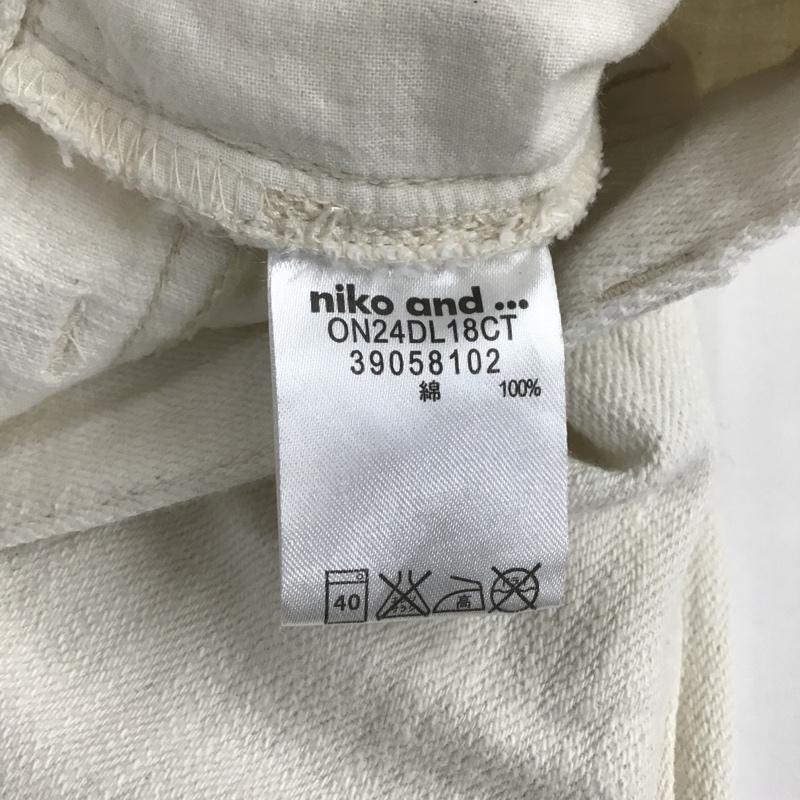 niko and ...
ON24DL18CT
39058102
綿 100%
40 高